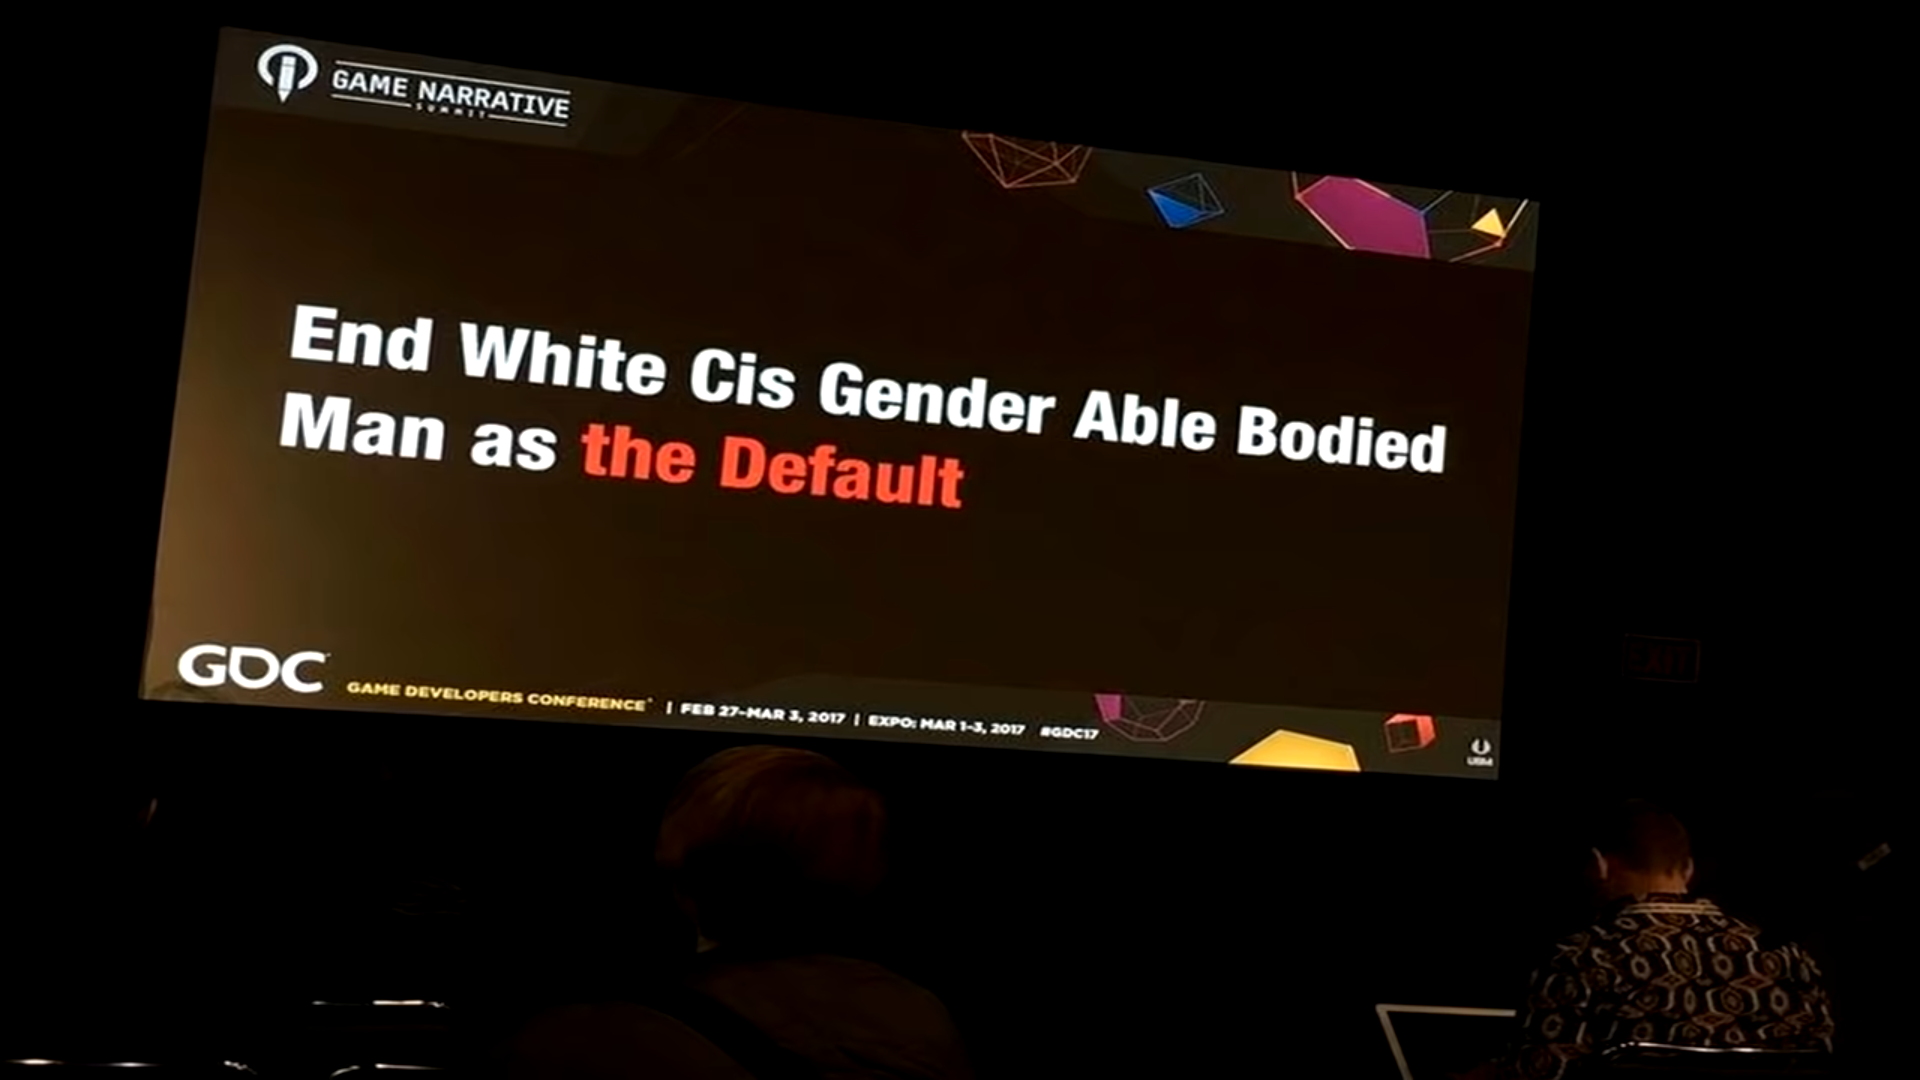 GAME NARRATIVE
SUMMIT
End White Cis Gender Able Bodied
Man as the Default
GDC
GAME DEVELOPERS CONFERENCE | FEB 27-MAR 3, 2017 | EXPO: MAR 1-3, 2017 #GDC17
UBM
EXIT